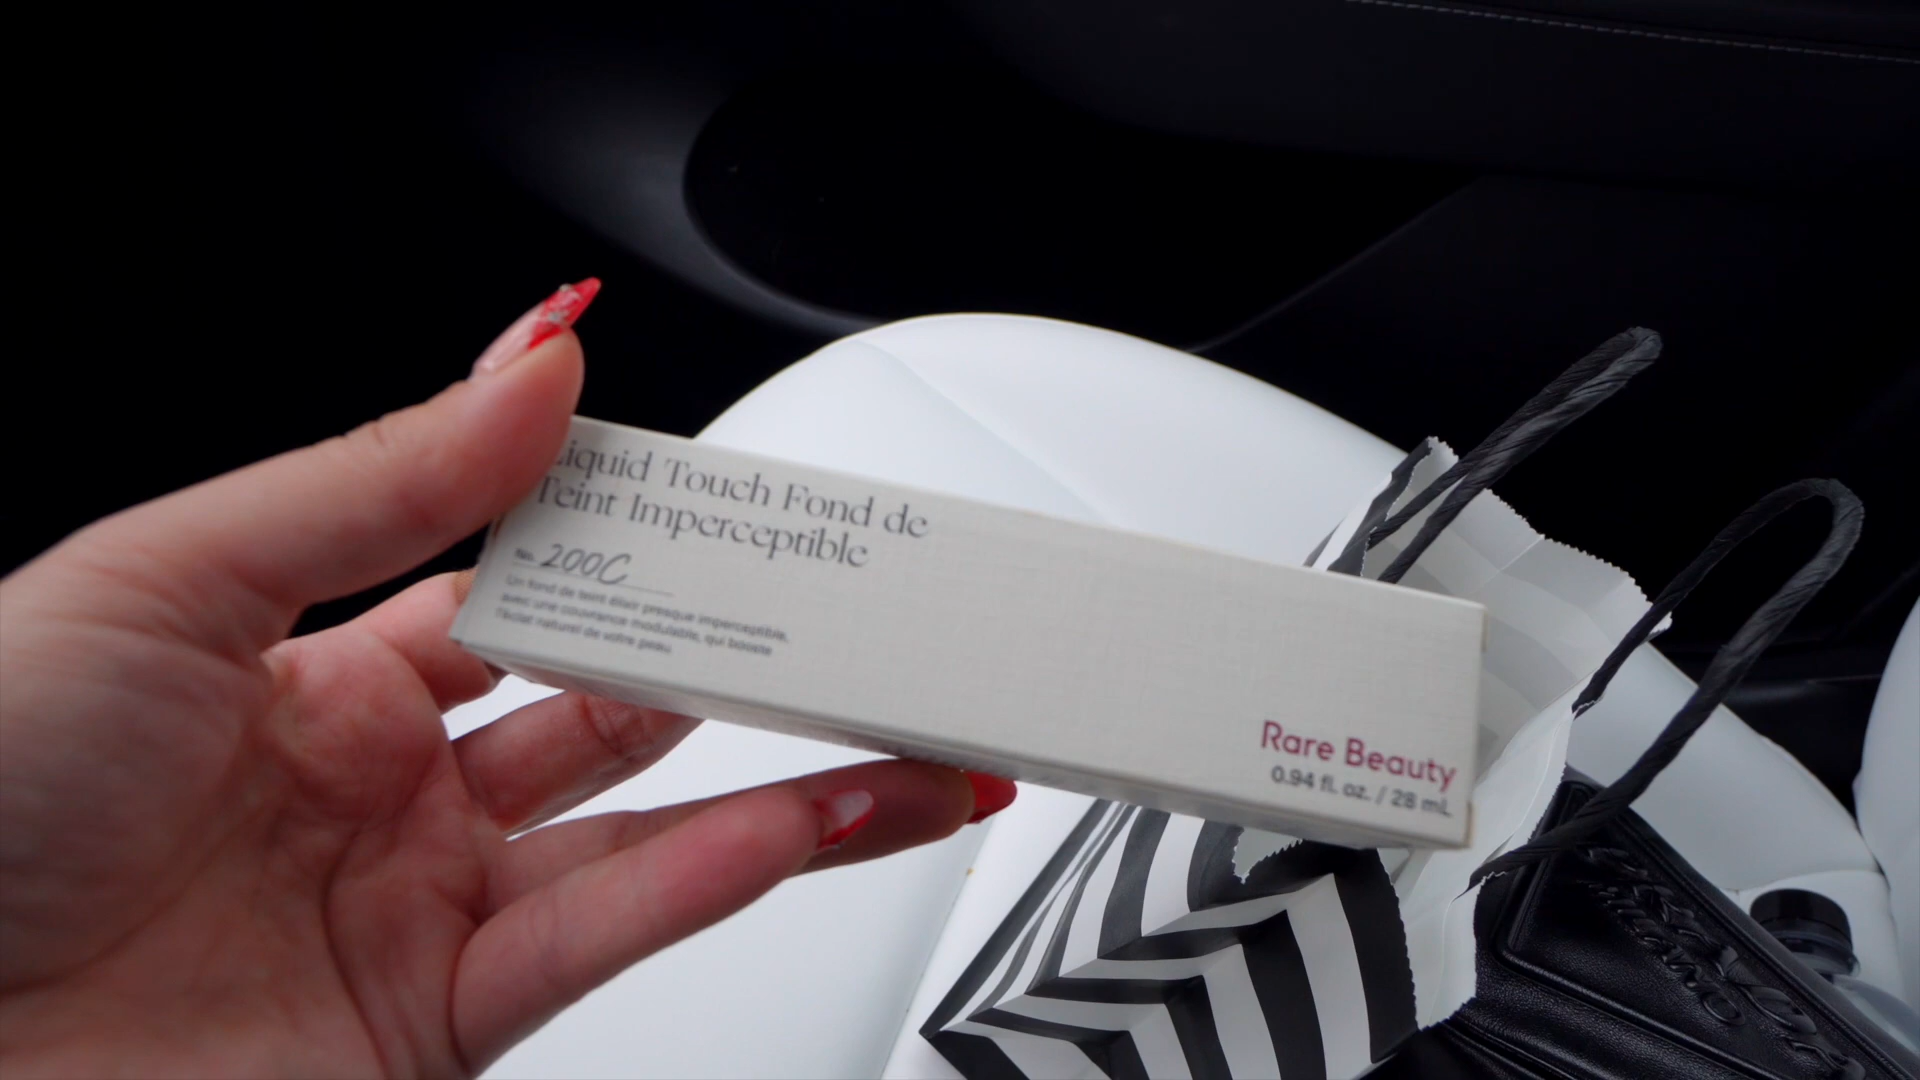 Liquid Touch Fond de
Teint Imperceptible
No. 200C
Un fond de teint élixir presque imperceptible,
avec une couvrance modulable, qui booste
l'éclat naturel de votre peau.
Rare Beauty
0.94 fl. oz. / 28 mL